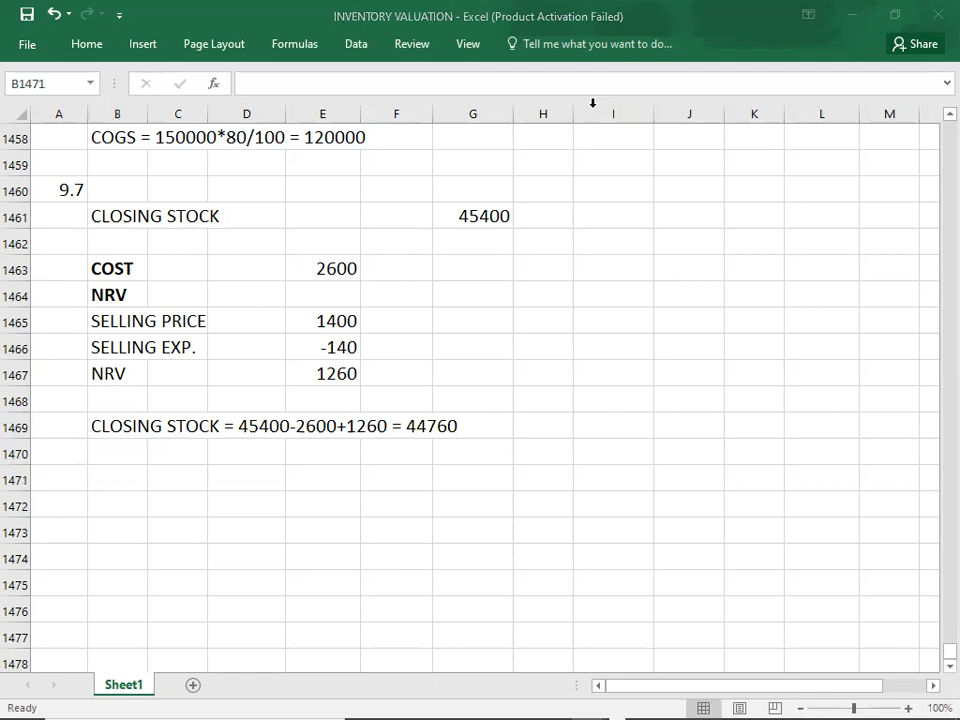 INVENTORY VALUATION - Excel (Product Activation Failed)
File Home Insert Page Layout Formulas Data Review View Tell me what you want to do... Share
B1471 fx
A B C D E F G H I J K L M
1458 COGS = 150000*80/100 = 120000
1459
1460 9.7
1461 CLOSING STOCK 45400
1462
1463 COST 2600
1464 NRV
1465 SELLING PRICE 1400
1466 SELLING EXP. -140
1467 NRV 1260
1468
1469 CLOSING STOCK = 45400-2600+1260 = 44760
1470
1471
1472
1473
1474
1475
1476
1477
1478
Sheet1
Ready 100%